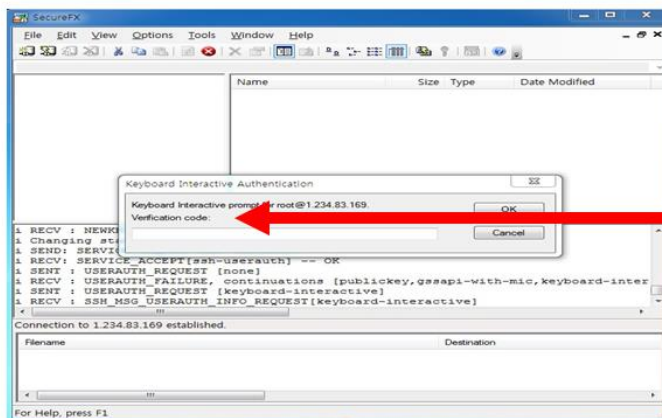 SecureFX
File Edit View Options Tools Window Help
Name Size Type Date Modified
Keyboard Interactive Authentication
Keyboard Interactive prompt for root@1.234.83.169.
Verification code:
OK
Cancel
i RECV : NEWK
i Changing sta
i SEND: SERVIC
i RECV: SERVICE_ACCEPT[ssh-userauth] -- OK
i SENT : USERAUTH_REQUEST [none]
i RECV : USERAUTH_FAILURE, continuations [publickey,gssapi-with-mic,keyboard-inter
i SENT : USERAUTH_REQUEST [keyboard-interactive]
i RECV : SSH_MSG_USERAUTH_INFO_REQUEST[keyboard-interactive]
Connection to 1.234.83.169 established.
Filename Destination
For Help, press F1